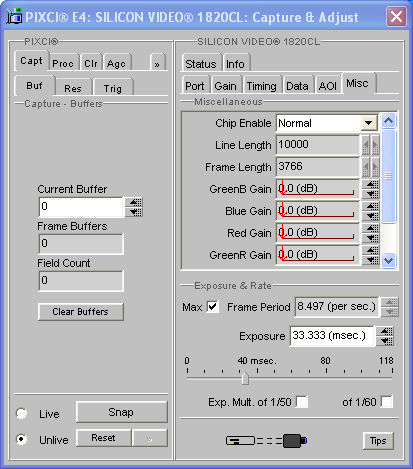 PIXCI® E4: SILICON VIDEO® 1820CL: Capture & Adjust
PIXCI®
Capt Proc Clr Agc »
Buf Res Trig
Capture - Buffers
Current Buffer
0
Frame Buffers
0
Field Count
0
Clear Buffers
Live
Snap
Unlive
Reset
»
SILICON VIDEO® 1820CL
Status Info
Port Gain Timing Data AOI Misc
Miscellaneous
Chip Enable Normal
Line Length 10000
Frame Length 3766
GreenB Gain 0.0 (dB)
Blue Gain 0.0 (dB)
Red Gain 0.0 (dB)
GreenR Gain 0.0 (dB)
Exposure & Rate
Max Frame Period 8.497 (per sec.)
Exposure 33.333 (msec.)
0 40 msec. 80 118
Exp. Mult. of 1/50 of 1/60
Tips